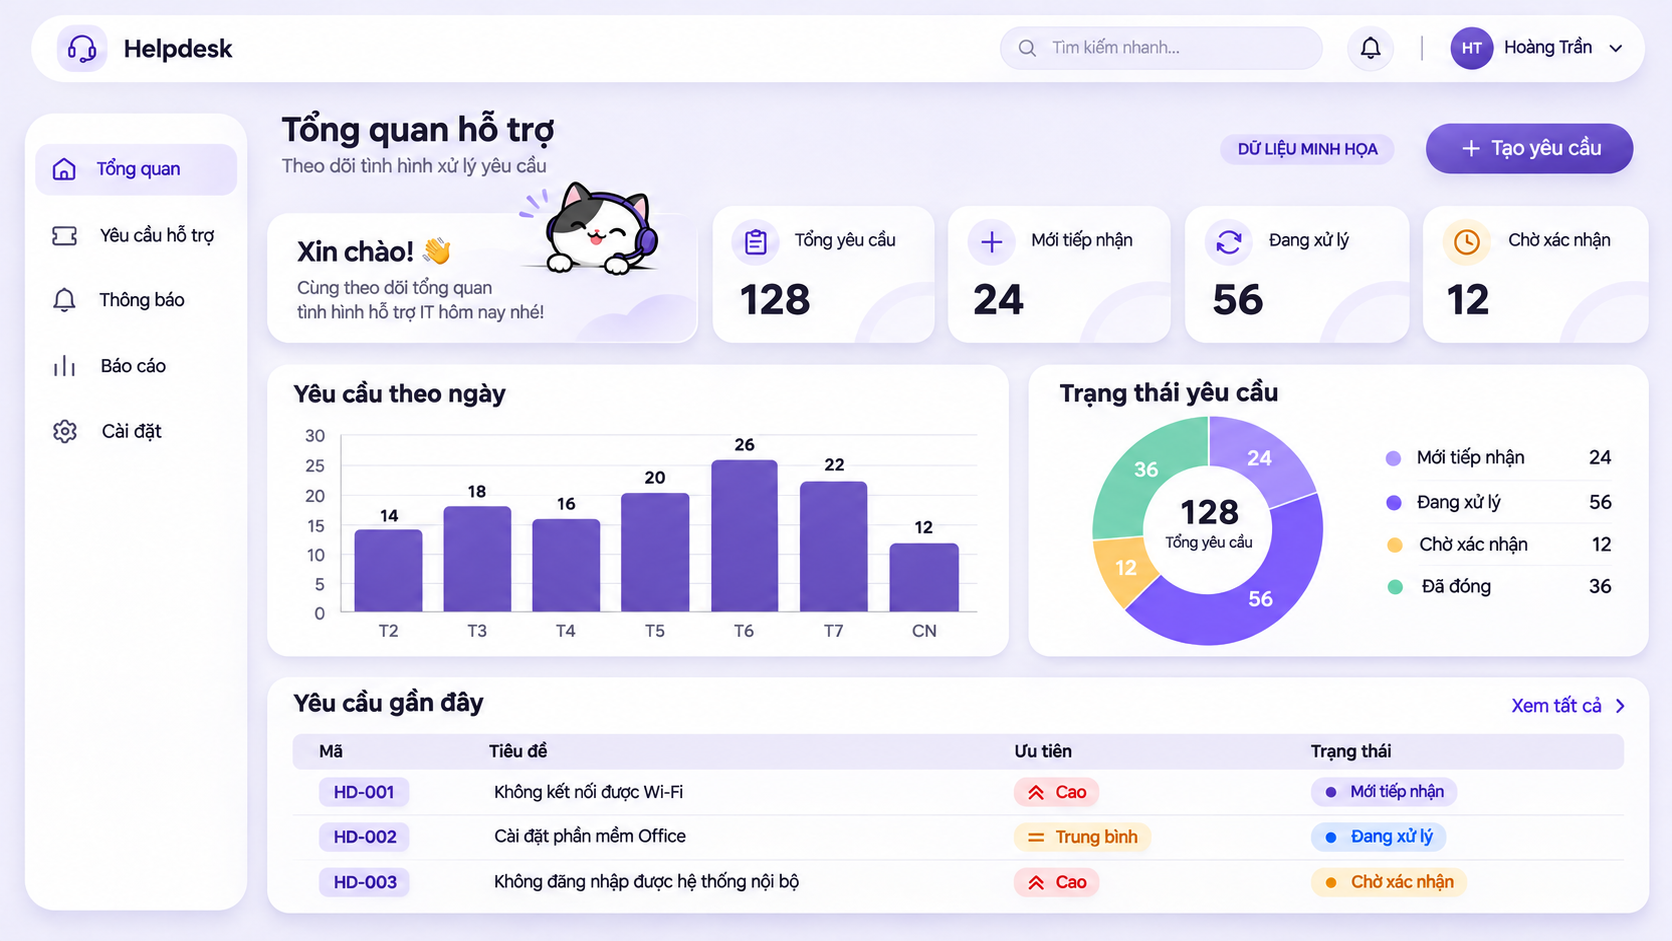 Helpdesk
Tìm kiếm nhanh...
HT
Hoàng Trần
Tổng quan
Yêu cầu hỗ trợ
Thông báo
Báo cáo
Cài đặt
Tổng quan hỗ trợ
Theo dõi tình hình xử lý yêu cầu
DỮ LIỆU MINH HỌA
+ Tạo yêu cầu
Xin chào! 👋
Cùng theo dõi tổng quan
tình hình hỗ trợ IT hôm nay nhé!
Tổng yêu cầu
128
Mới tiếp nhận
24
Đang xử lý
56
Chờ xác nhận
12
Yêu cầu theo ngày
30
25
20
15
10
5
0
14
18
16
20
26
22
12
T2
T3
T4
T5
T6
T7
CN
Trạng thái yêu cầu
24
56
12
36
128
Tổng yêu cầu
Mới tiếp nhận 24
Đang xử lý 56
Chờ xác nhận 12
Đã đóng 36
Yêu cầu gần đây
Xem tất cả
Mã Tiêu đề Ưu tiên Trạng thái
HD-001 Không kết nối được Wi-Fi Cao Mới tiếp nhận
HD-002 Cài đặt phần mềm Office Trung bình Đang xử lý
HD-003 Không đăng nhập được hệ thống nội bộ Cao Chờ xác nhận